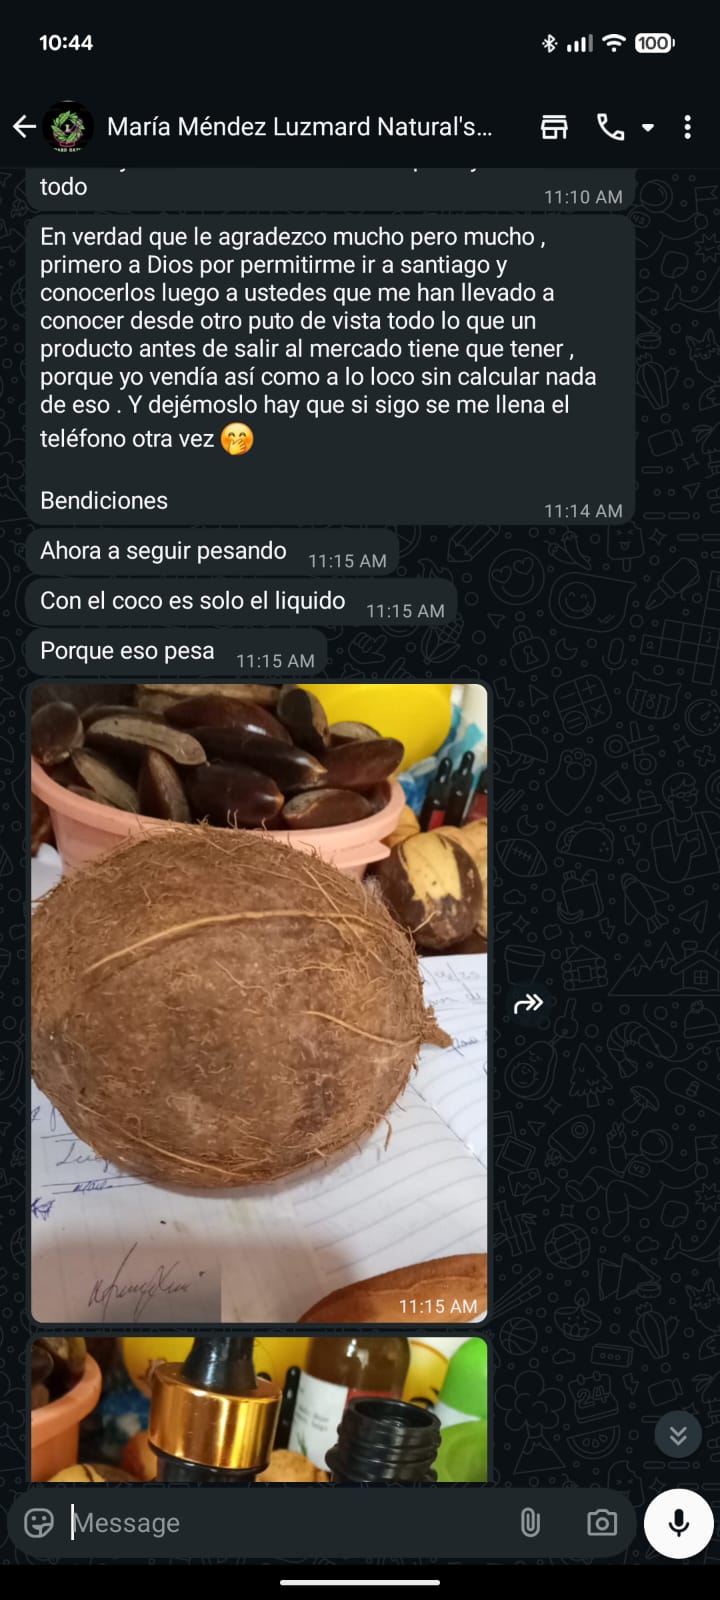 10:44
100
María Méndez Luzmard Natural's...
todo
11:10 AM
En verdad que le agradezco mucho pero mucho ,
primero a Dios por permitirme ir a santiago y
conocerlos luego a ustedes que me han llevado a
conocer desde otro puto de vista todo lo que un
producto antes de salir al mercado tiene que tener ,
porque yo vendía así como a lo loco sin calcular nada
de eso . Y dejémoslo hay que si sigo se me llena el
teléfono otra vez 🤭
Bendiciones
11:14 AM
Ahora a seguir pesando 11:15 AM
Con el coco es solo el liquido 11:15 AM
Porque eso pesa 11:15 AM
11:15 AM
Message